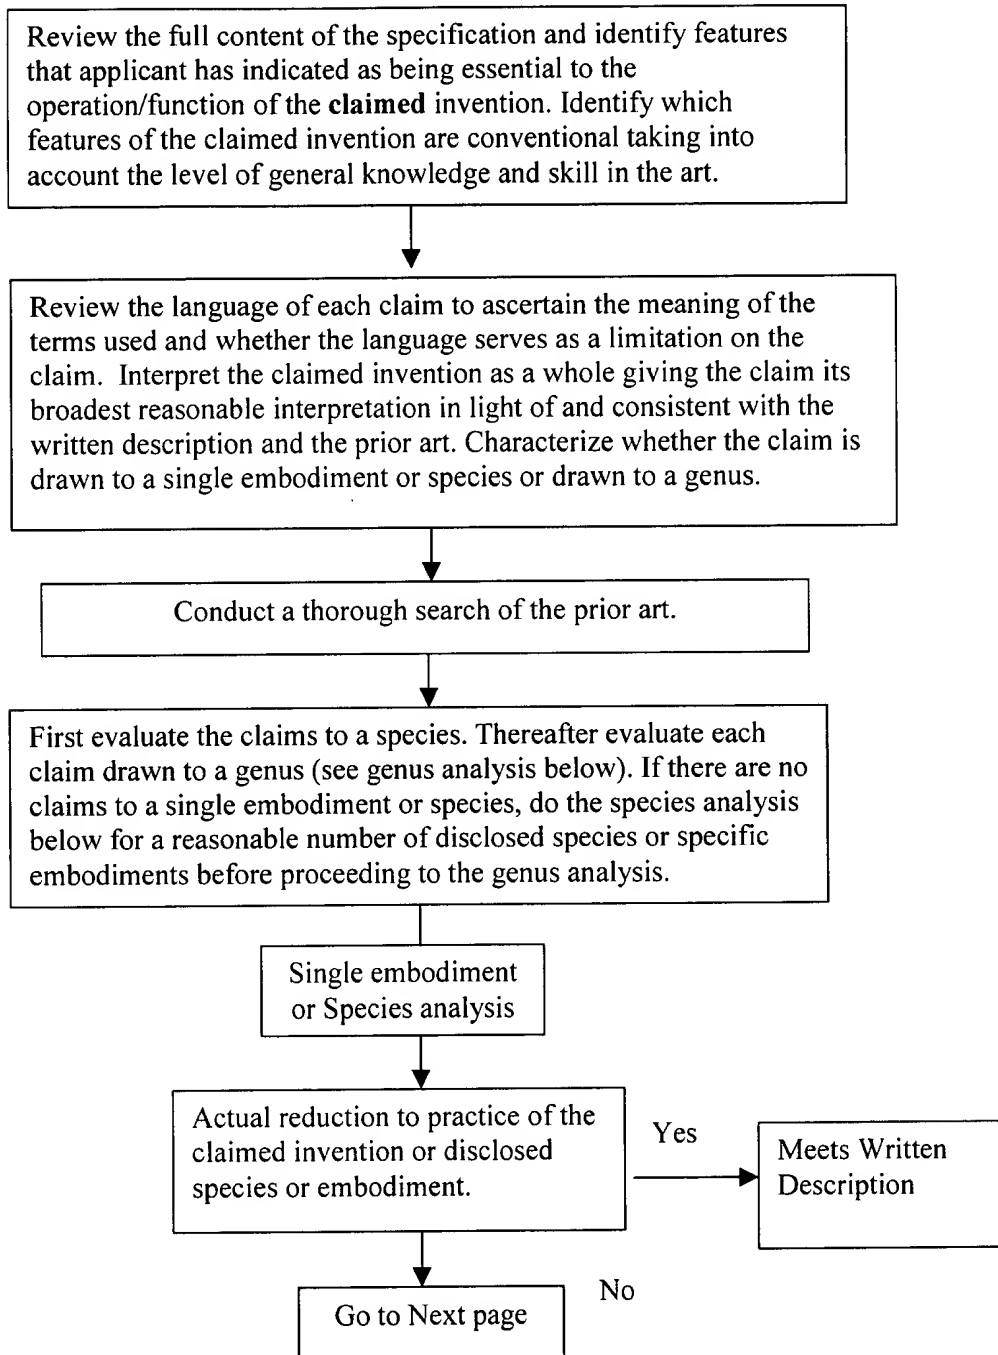 Review the full content of the specification and identify features
that applicant has indicated as being essential to the
operation/function of the claimed invention. Identify which
features of the claimed invention are conventional taking into
account the level of general knowledge and skill in the art.
Review the language of each claim to ascertain the meaning of the
terms used and whether the language serves as a limitation on the
claim. Interpret the claimed invention as a whole giving the claim its
broadest reasonable interpretation in light of and consistent with the
written description and the prior art. Characterize whether the claim is
drawn to a single embodiment or species or drawn to a genus.
Conduct a thorough search of the prior art.
First evaluate the claims to a species. Thereafter evaluate each
claim drawn to a genus (see genus analysis below). If there are no
claims to a single embodiment or species, do the species analysis
below for a reasonable number of disclosed species or specific
embodiments before proceeding to the genus analysis.
Single embodiment
or Species analysis
Actual reduction to practice of the
claimed invention or disclosed
species or embodiment.
Yes
Meets Written
Description
No
Go to Next page